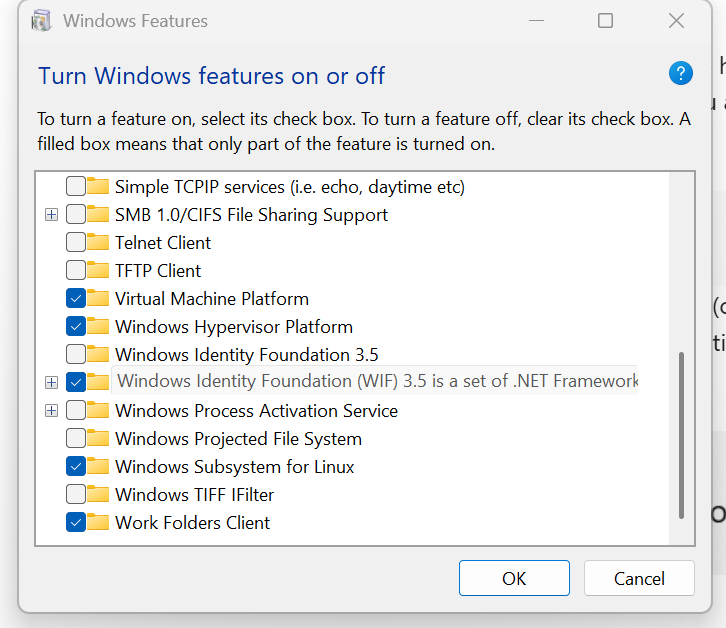 Windows Features
Turn Windows features on or off
?
To turn a feature on, select its check box. To turn a feature off, clear its check box. A
filled box means that only part of the feature is turned on.
Simple TCPIP services (i.e. echo, daytime etc)
SMB 1.0/CIFS File Sharing Support
Telnet Client
TFTP Client
Virtual Machine Platform
Windows Hypervisor Platform
Windows Identity Foundation 3.5
Windows Identity Foundation (WIF) 3.5 is a set of .NET Framework
Windows Process Activation Service
Windows Projected File System
Windows Subsystem for Linux
Windows TIFF IFilter
Work Folders Client
OK
Cancel